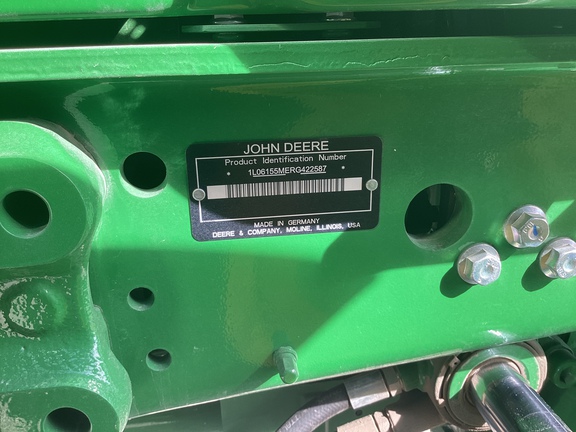 JOHN DEERE
Product Identification Number
* 1L06155MERG422587 *
MADE IN GERMANY
DEERE & COMPANY, MOLINE, ILLINOIS, USA